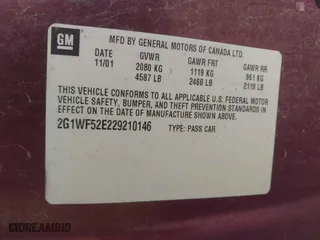 GM
MFD BY GENERAL MOTORS OF CANADA LTD.
DATE GVWR GAWR FRT GAWR RR
11/01 2080 KG 1119 KG 961 KG
4587 LB 2468 LB 2118 LB
THIS VEHICLE CONFORMS TO ALL APPLICABLE U.S. FEDERAL MOTOR
VEHICLE SAFETY, BUMPER, AND THEFT PREVENTION STANDARDS IN
EFFECT ON THE DATE OF MANUFACTURE SHOWN ABOVE.
2G1WF52E229210146 TYPE: PASS CAR
DREAMBID